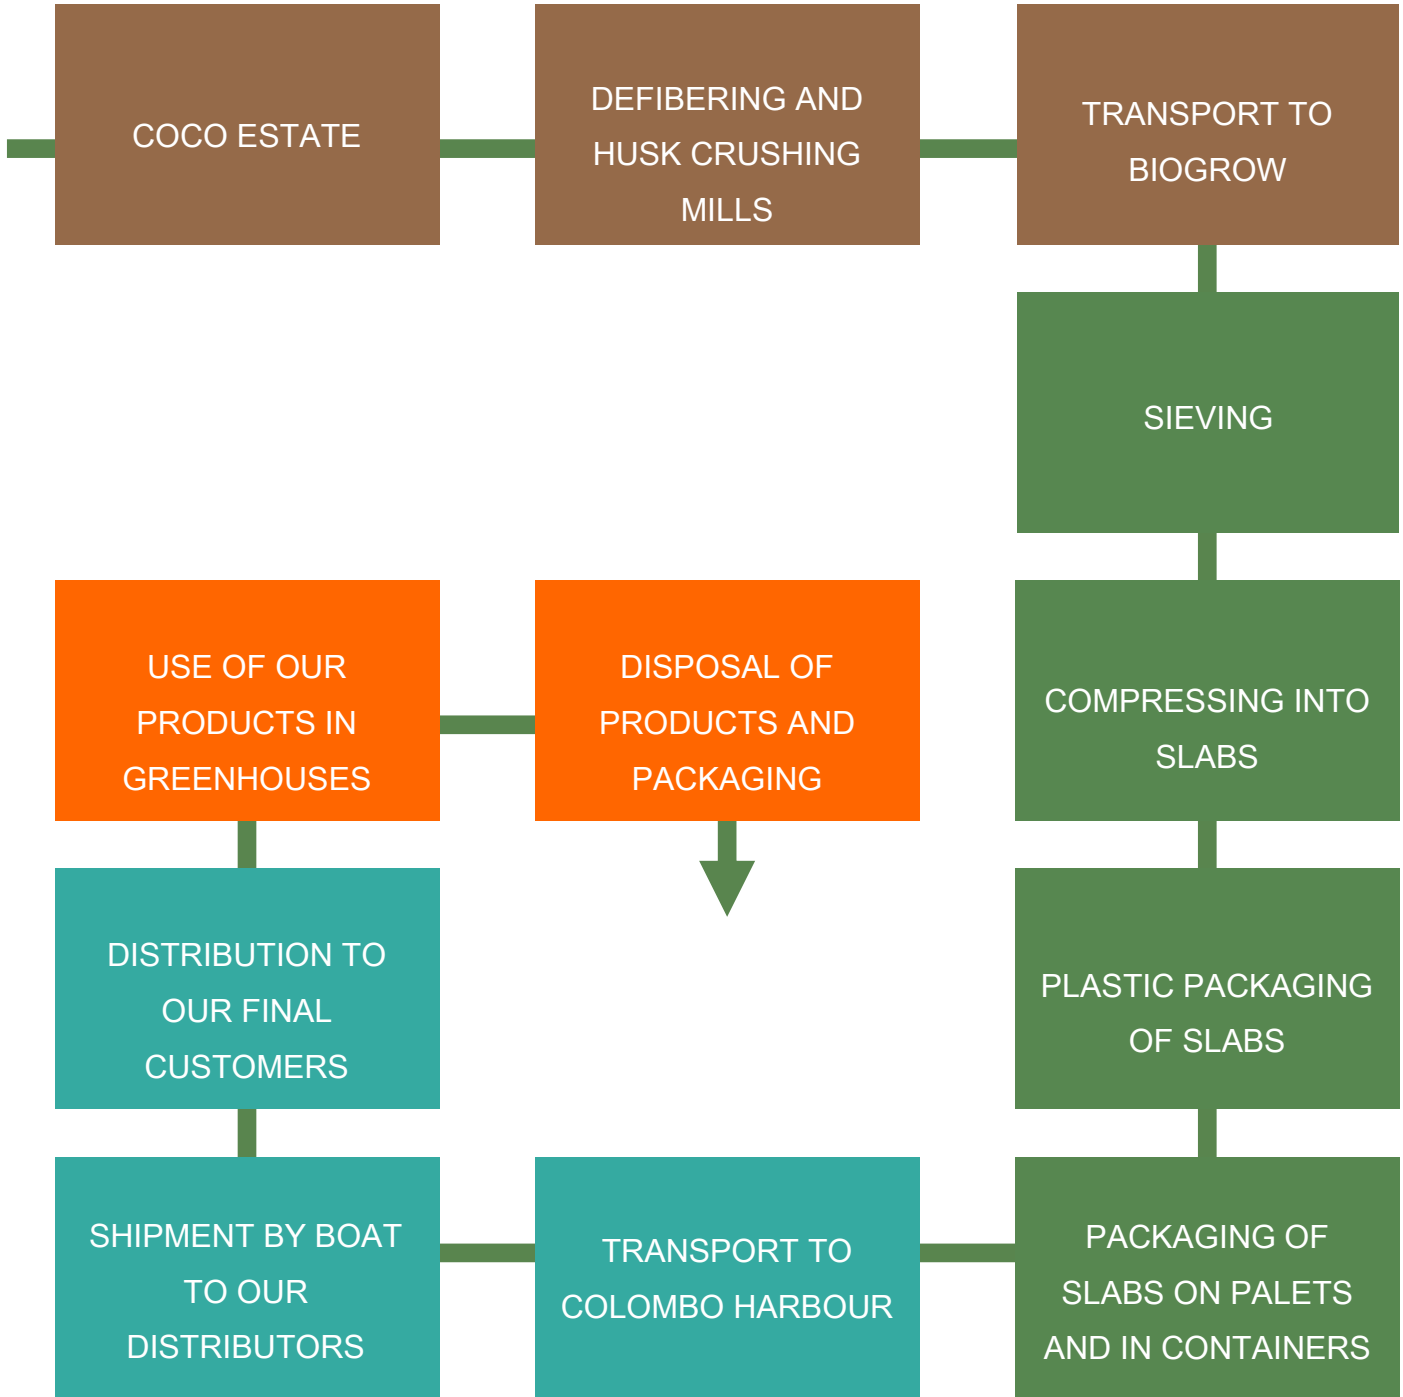 COCO ESTATE
DEFIBERING AND
HUSK CRUSHING
MILLS
TRANSPORT TO
BIOGROW
SIEVING
COMPRESSING INTO
SLABS
PLASTIC PACKAGING
OF SLABS
PACKAGING OF
SLABS ON PALETS
AND IN CONTAINERS
TRANSPORT TO
COLOMBO HARBOUR
SHIPMENT BY BOAT
TO OUR
DISTRIBUTORS
DISTRIBUTION TO
OUR FINAL
CUSTOMERS
USE OF OUR
PRODUCTS IN
GREENHOUSES
DISPOSAL OF
PRODUCTS AND
PACKAGING